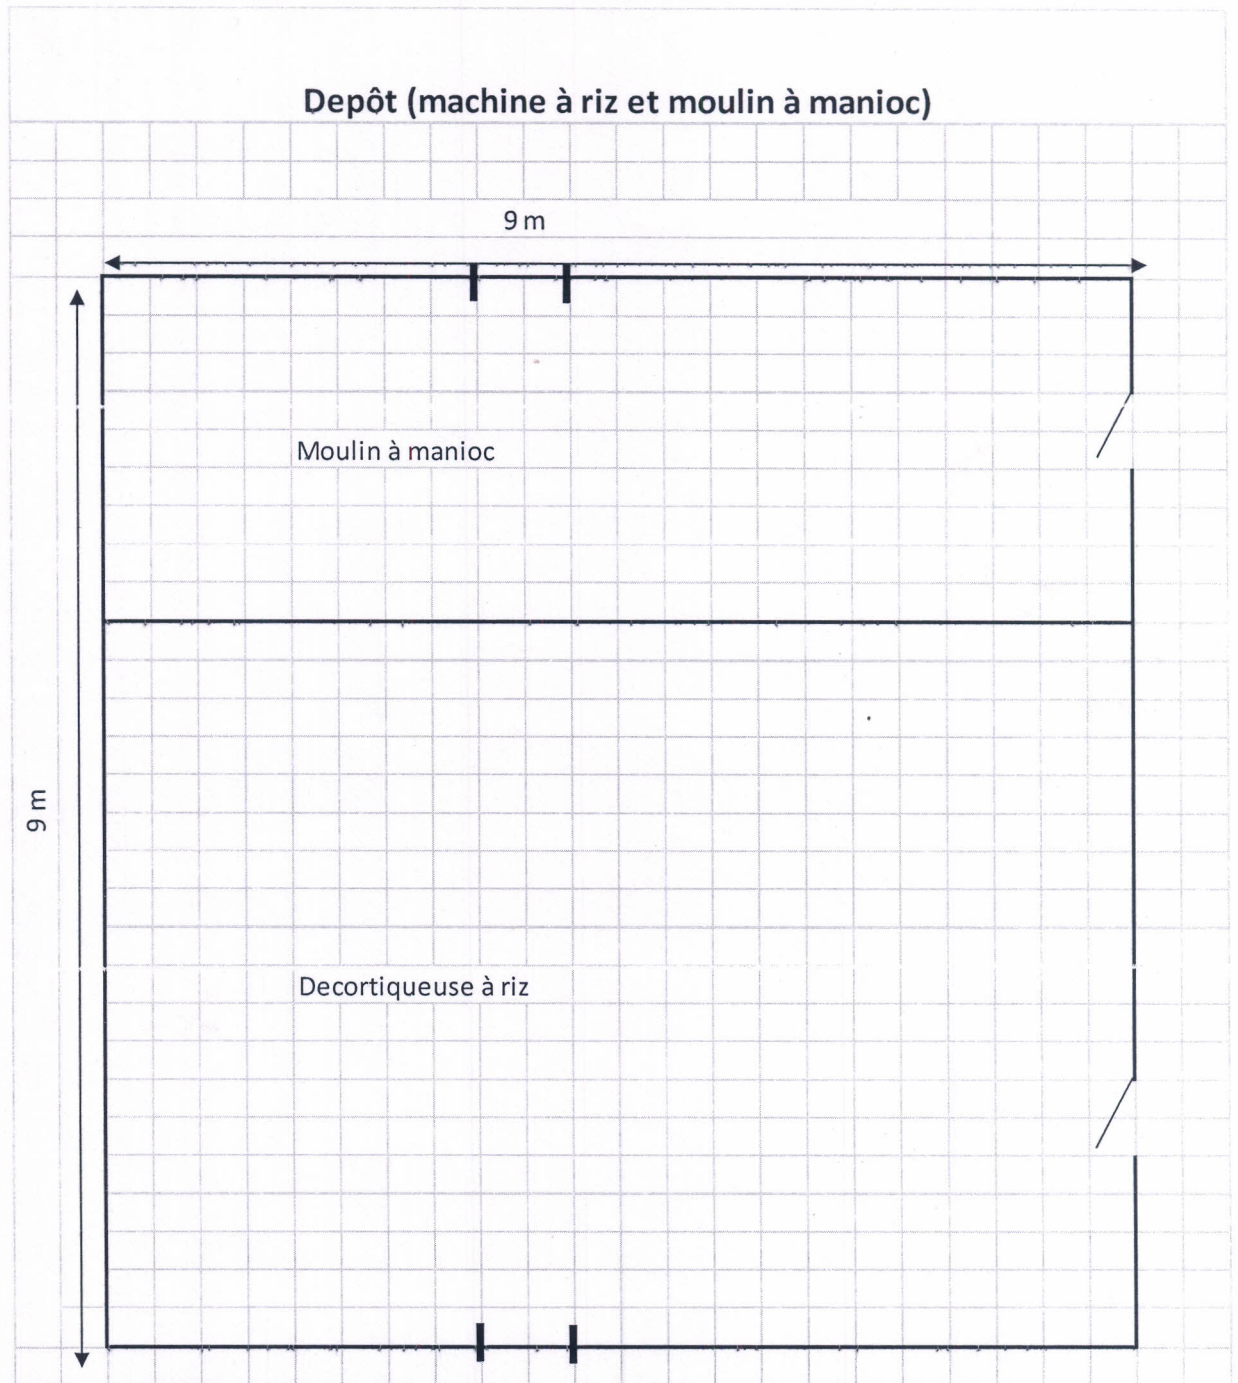 Depôt (machine à riz et moulin à manioc)
9 m
Moulin à manioc
9 m
Decortiqueuse à riz